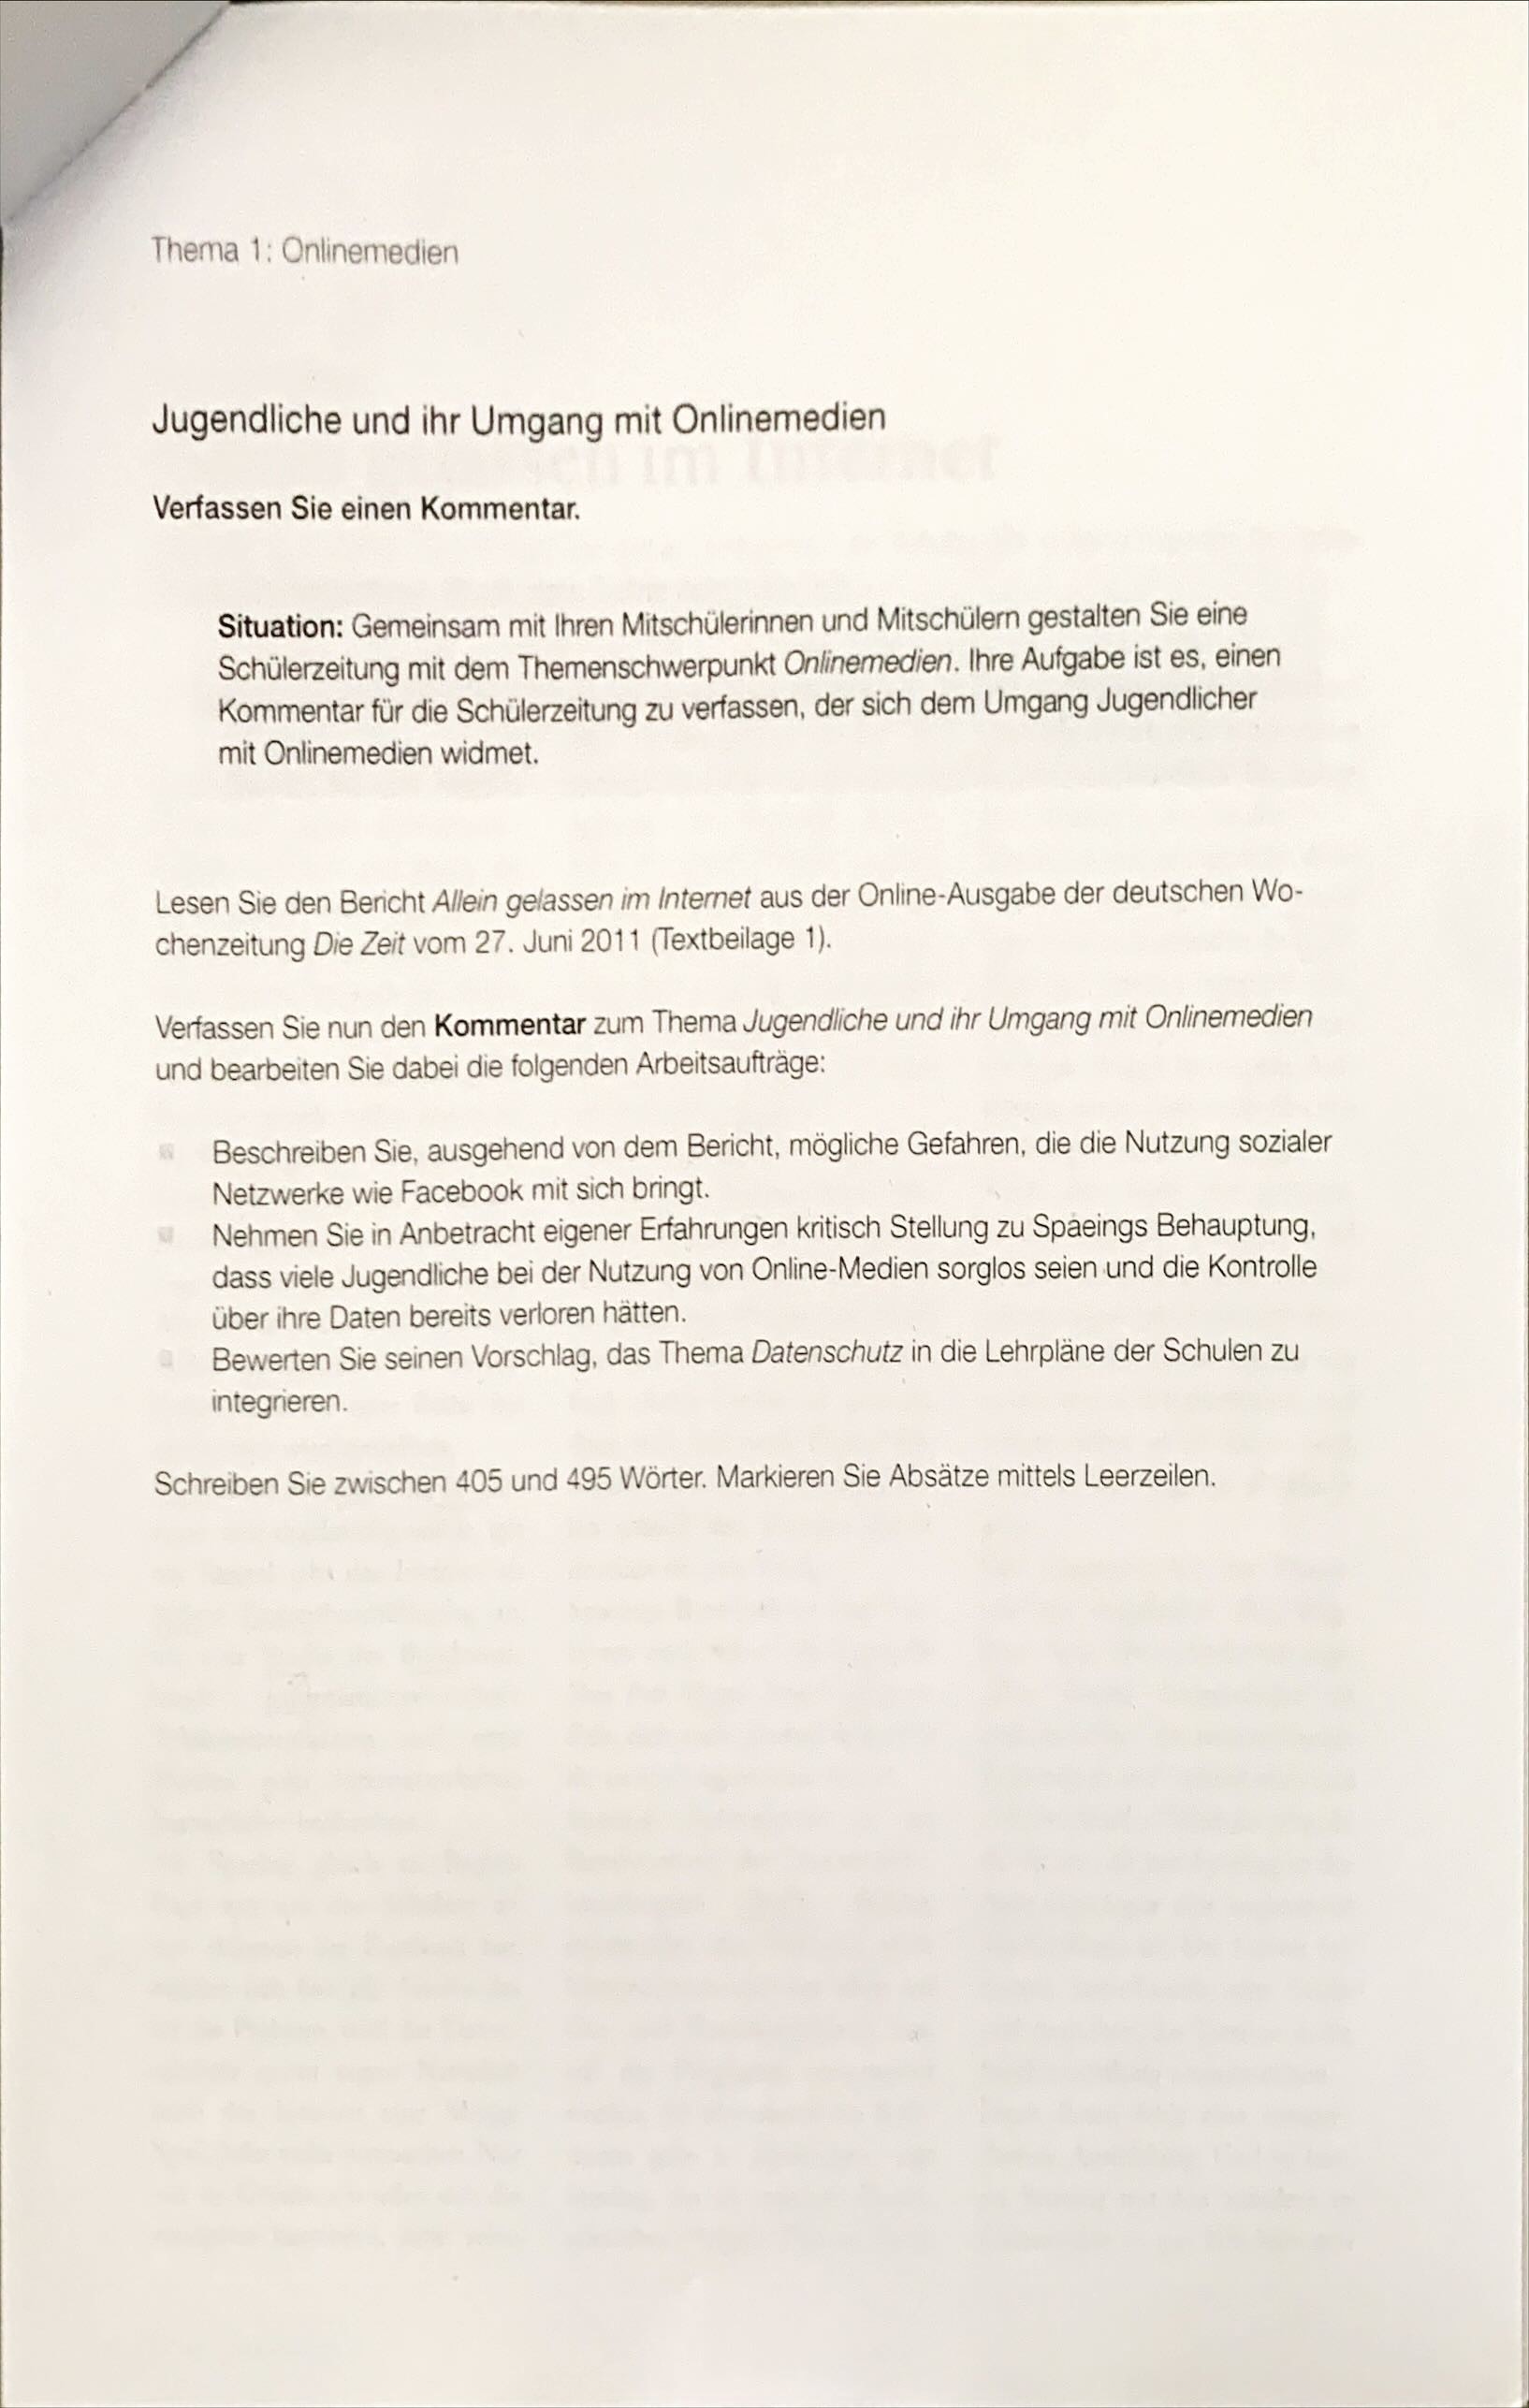 Thema 1: Onlinemedien
Jugendliche und ihr Umgang mit Onlinemedien
Verfassen Sie einen Kommentar.
Situation: Gemeinsam mit Ihren Mitschülerinnen und Mitschülern gestalten Sie eine
Schülerzeitung mit dem Themenschwerpunkt Onlinemedien. Ihre Aufgabe ist es, einen
Kommentar für die Schülerzeitung zu verfassen, der sich dem Umgang Jugendlicher
mit Onlinemedien widmet.
Lesen Sie den Bericht Allein gelassen im Internet aus der Online-Ausgabe der deutschen Wo-
chenzeitung Die Zeit vom 27. Juni 2011 (Textbeilage 1).
Verfassen Sie nun den Kommentar zum Thema Jugendliche und ihr Umgang mit Onlinemedien
und bearbeiten Sie dabei die folgenden Arbeitsaufträge:
Beschreiben Sie, ausgehend von dem Bericht, mögliche Gefahren, die die Nutzung sozialer
Netzwerke wie Facebook mit sich bringt.
Nehmen Sie in Anbetracht eigener Erfahrungen kritisch Stellung zu Spaeings Behauptung,
dass viele Jugendliche bei der Nutzung von Online-Medien sorglos seien und die Kontrolle
über ihre Daten bereits verloren hätten.
Bewerten Sie seinen Vorschlag, das Thema Datenschutz in die Lehrpläne der Schulen zu
integrieren.
Schreiben Sie zwischen 405 und 495 Wörter. Markieren Sie Absätze mittels Leerzeilen.